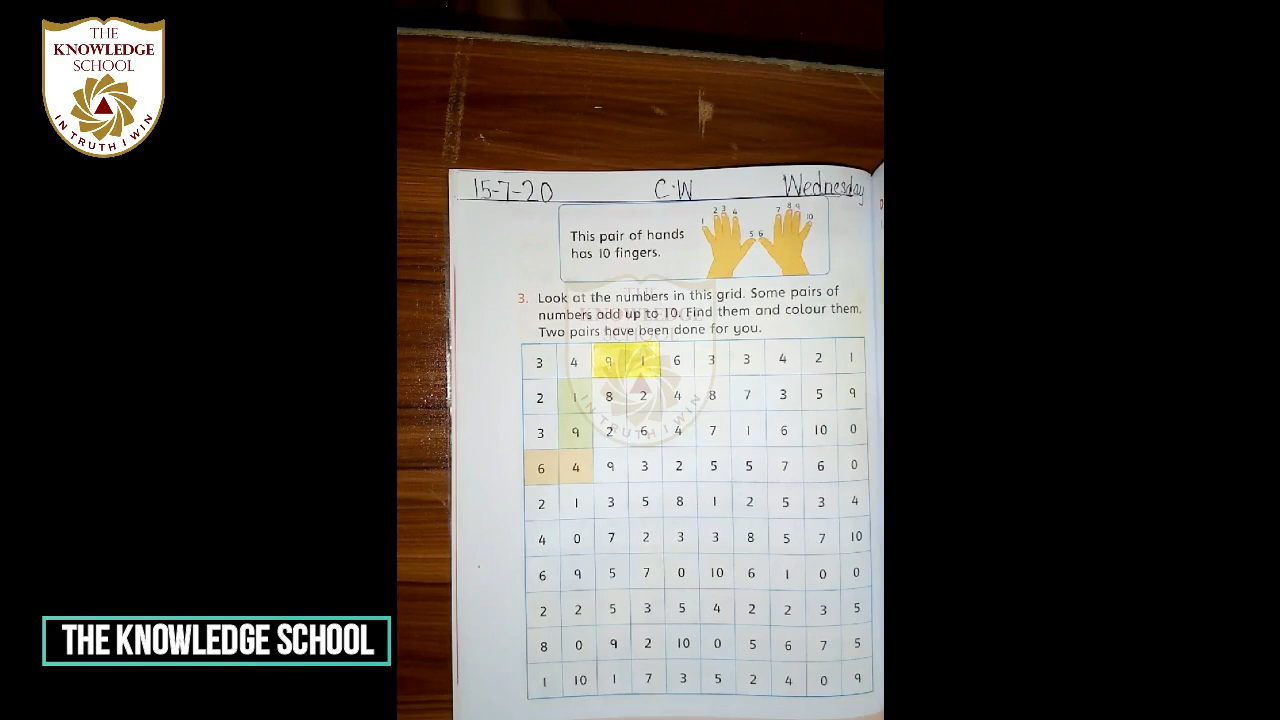 THE
KNOWLEDGE
SCHOOL
IN TRUTH I WIN
15-7-20 C.W Wednesday
This pair of hands
has 10 fingers.
1 2 3 4 5 6 7 8 9 10
THE
KNOWLEDGE
SCHOOL
IN TRUTH I WIN
3. Look at the numbers in this grid. Some pairs of
numbers add up to 10. Find them and colour them.
Two pairs have been done for you.
3 4 9 1 6 3 3 4 2 1
2 1 8 2 4 8 7 3 5 9
3 9 2 6 4 7 1 6 10 0
6 4 9 3 2 5 5 7 6 0
2 1 3 5 8 1 2 5 3 4
4 0 7 2 3 3 8 5 7 10
6 9 5 7 0 10 6 1 0 0
2 2 5 3 5 4 2 2 3 5
8 0 9 2 10 0 5 6 7 5
1 10 1 7 3 5 2 4 0 9
THE KNOWLEDGE SCHOOL